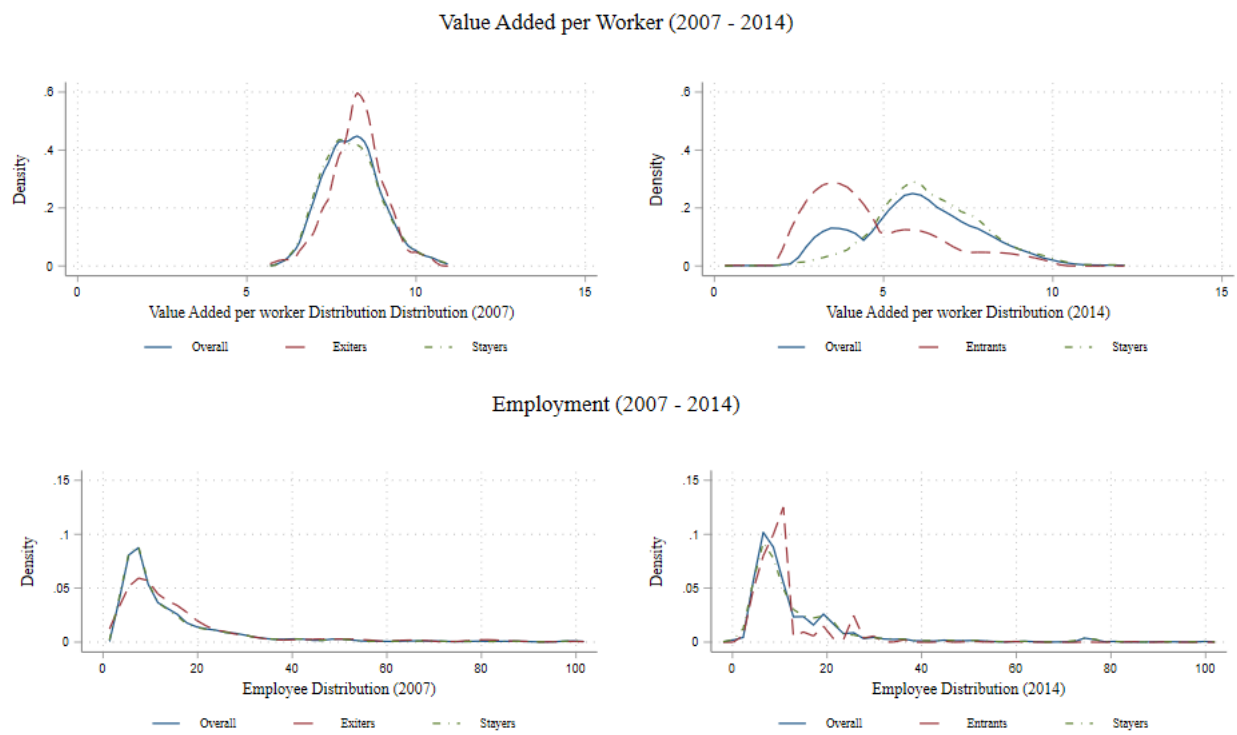 Value Added per Worker (2007 - 2014)
Density
.6
.4
.2
0
0 5 10 15
Value Added per worker Distribution Distribution (2007)
Overall Exiters Stayers
Density
.6
.4
.2
0
0 5 10 15
Value Added per worker Distribution (2014)
Overall Entrants Stayers
Employment (2007 - 2014)
Density
.15
.1
.05
0
0 20 40 60 80 100
Employee Distribution (2007)
Overall Exiters Stayers
Density
.15
.1
.05
0
0 20 40 60 80 100
Employee Distribution (2014)
Overall Entrants Stayers